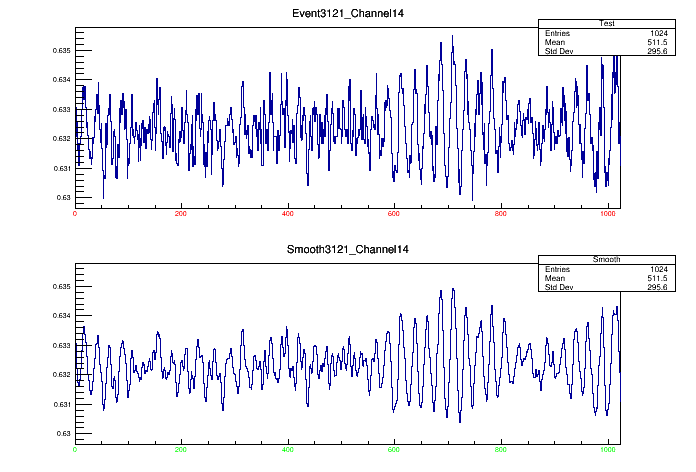 Event3121_Channel14
Test
Entries 1024
Mean 511.5
Std Dev 295.6
0.635
0.634
0.633
0.632
0.631
0.63
0 200 400 600 800 1000
Smooth3121_Channel14
Smooth
Entries 1024
Mean 511.5
Std Dev 295.6
0.635
0.634
0.633
0.632
0.631
0.63
0 200 400 600 800 1000